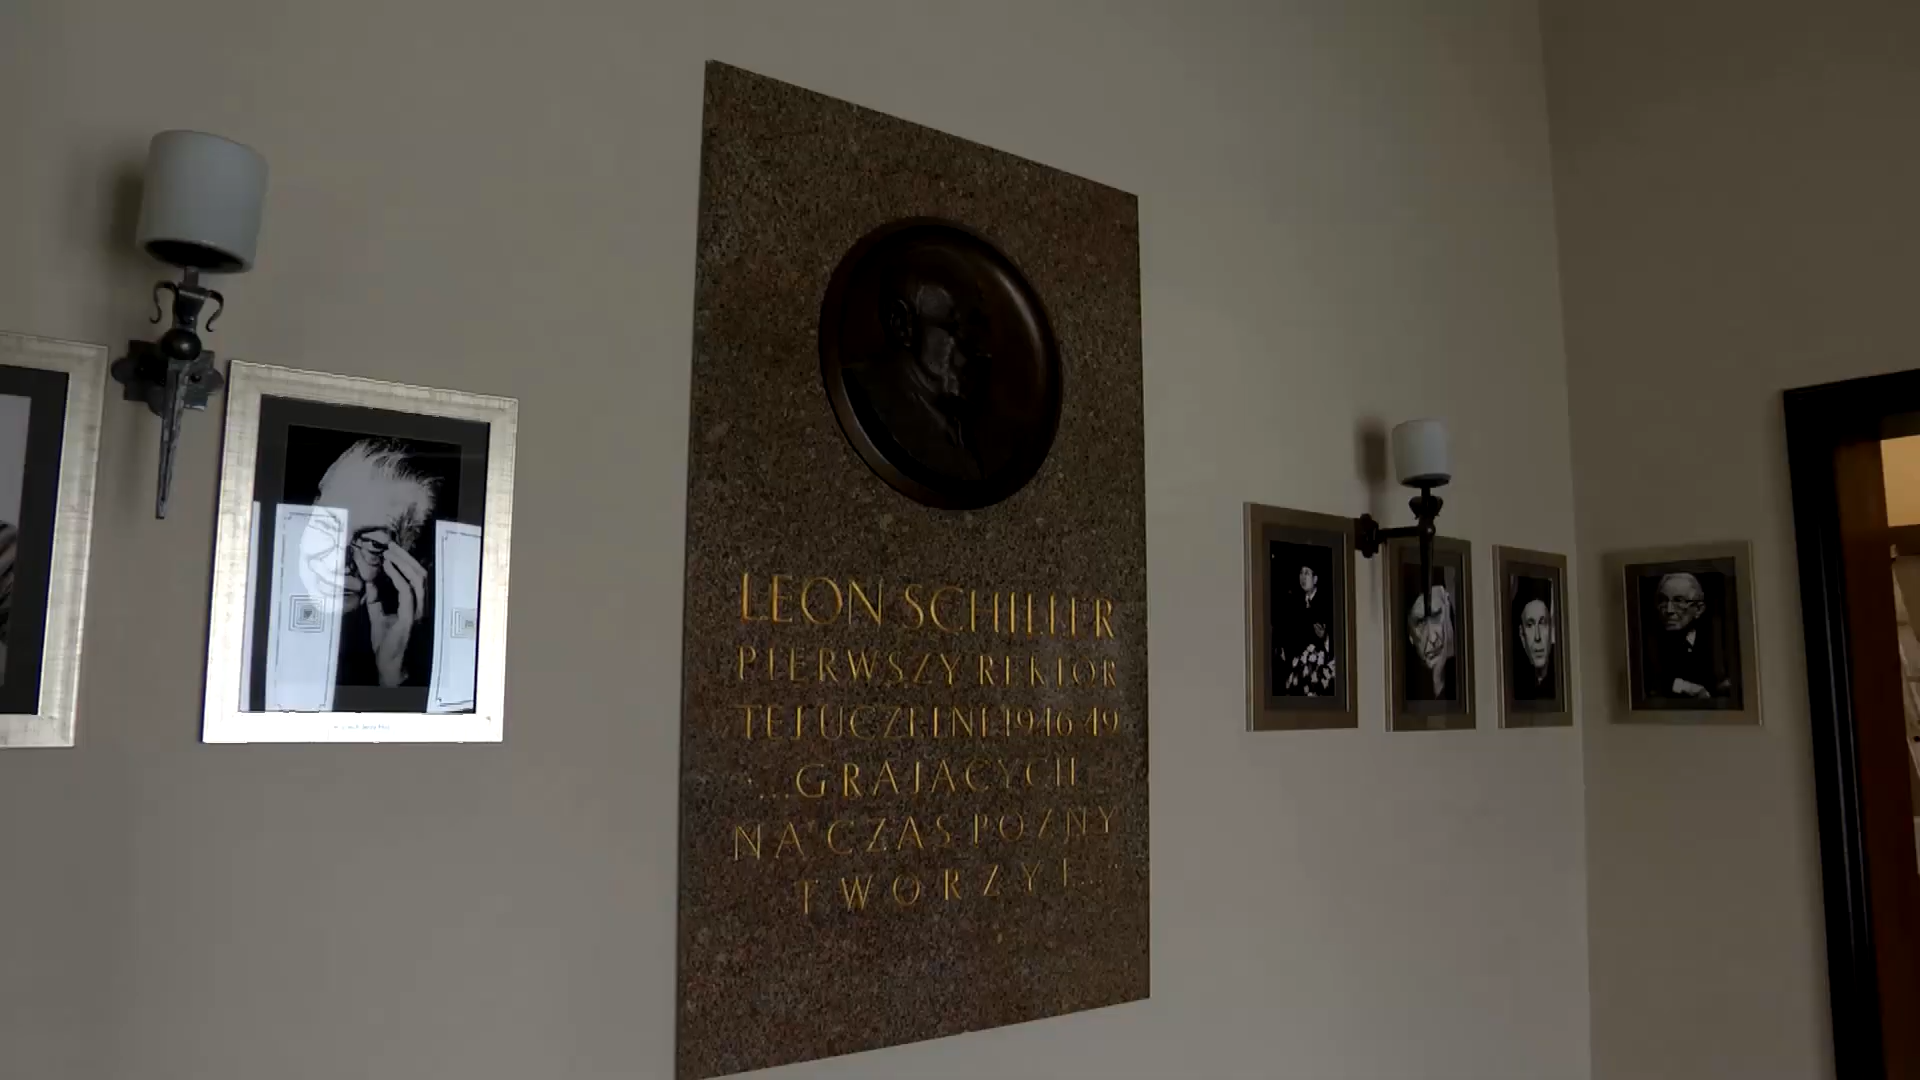 LEON SCHILLER
PIERWSZY REKTOR
TEJ UCZELNI 1946-49
...GRAJĄCYCH
NA CZAS PÓŹNY
TWORZYŁ...